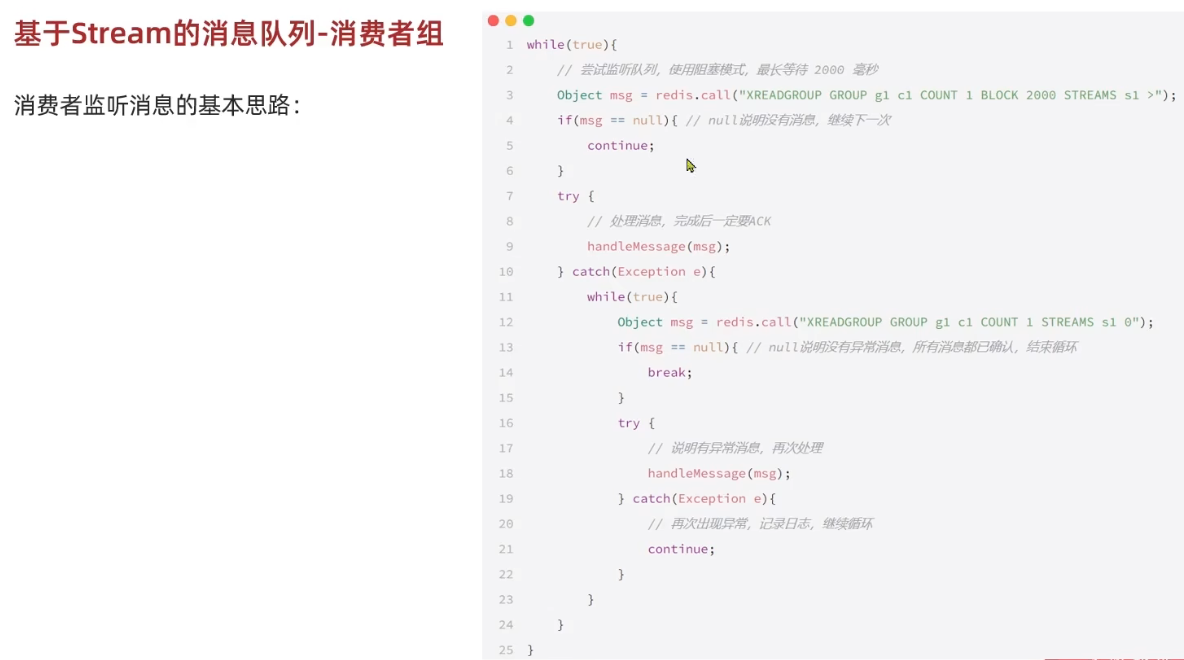 基于Stream的消息队列-消费者组
消费者监听消息的基本思路：
1 while(true){
2 // 尝试监听队列，使用阻塞模式，最长等待 2000 毫秒
3 Object msg = redis.call("XREADGROUP GROUP g1 c1 COUNT 1 BLOCK 2000 STREAMS s1 >");
4 if(msg == null){ // null说明没有消息，继续下一次
5 continue;
6 }
7 try {
8 // 处理消息，完成后一定要ACK
9 handleMessage(msg);
10 } catch(Exception e){
11 while(true){
12 Object msg = redis.call("XREADGROUP GROUP g1 c1 COUNT 1 STREAMS s1 0");
13 if(msg == null){ // null说明没有异常消息，所有消息都已确认，结束循环
14 break;
15 }
16 try {
17 // 说明有异常消息，再次处理
18 handleMessage(msg);
19 } catch(Exception e){
20 // 再次出现异常，记录日志，继续循环
21 continue;
22 }
23 }
24 }
25 }